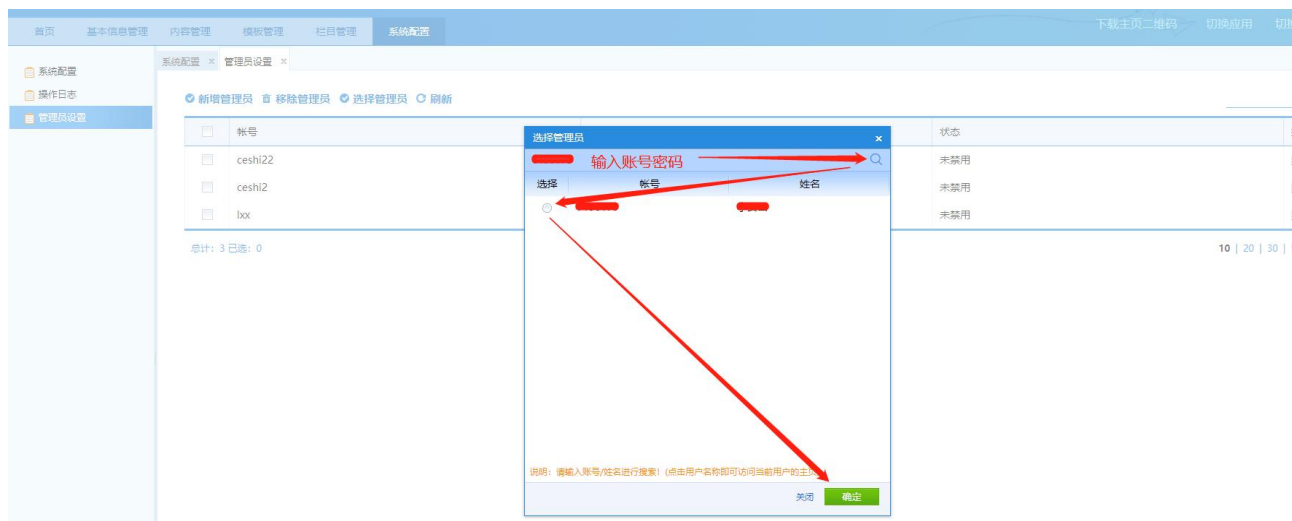 首页 基本信息管理 内容管理 模板管理 栏目管理 系统配置 下载主页二维码 切换应用
系统配置 × 管理员设置 ×
系统配置
操作日志
管理员设置
新增管理员 移除管理员 选择管理员 刷新
帐号 状态
ceshi22 未禁用
ceshi2 未禁用
lxx 未禁用
总计: 3 已选: 0 10 | 20 | 30 |
选择管理员 ×
输入账号密码
选择 帐号 姓名
说明: 请输入账号/姓名进行搜索! (点击用户名称即可访问当前用户的主页
关闭 确定